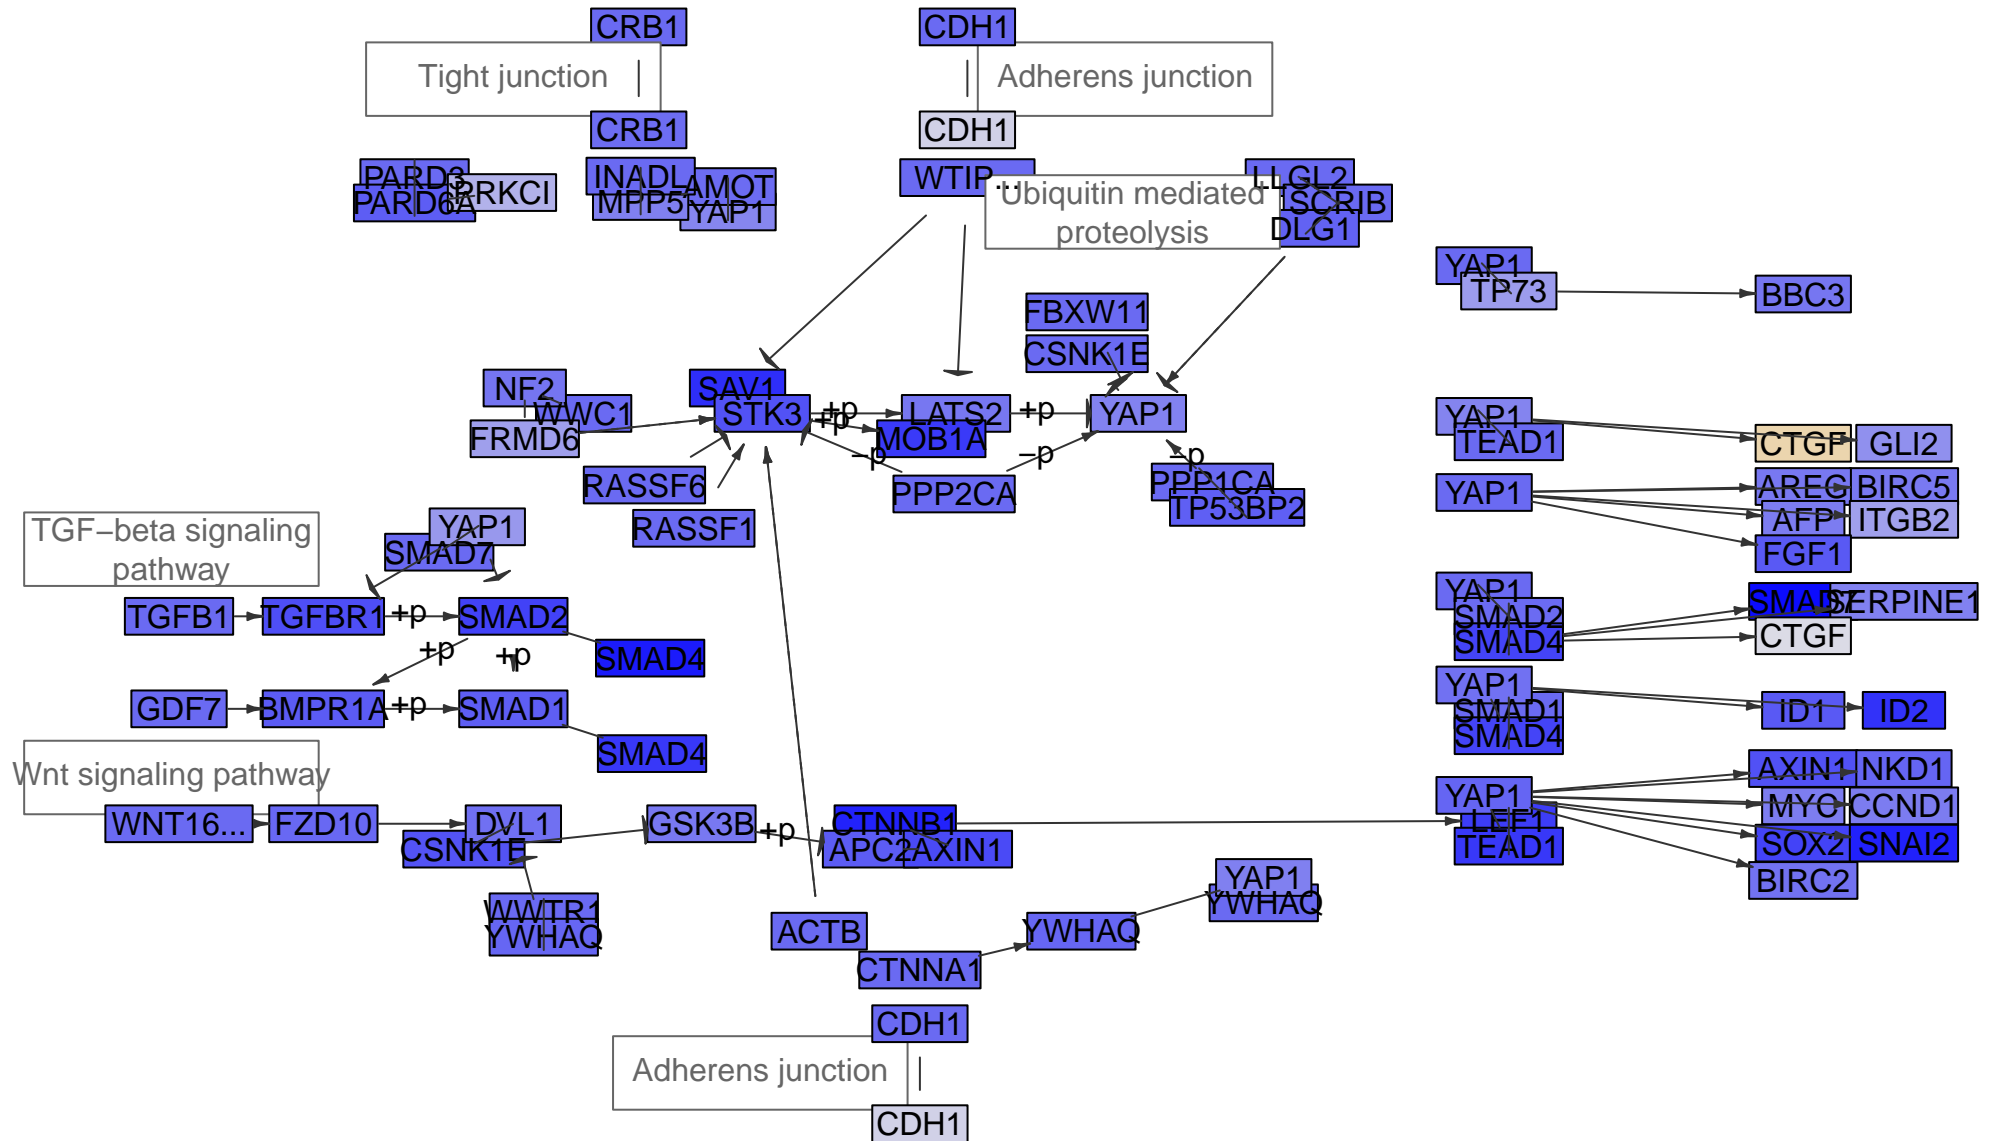 CRB1
CDH1
Tight junction
Adherens junction
CRB1
CDH1
PARD3
PARD6A
PRKCI
INADL
MPP5
AMOT
YAP1
WTIP...
LLGL2
SCRIB
DLG1
Ubiquitin mediated
proteolysis
YAP1
TP73
BBC3
FBXW11
CSNK1E
NF2
WWC1
FRMD6
SAV1
STK3
+p
+p
LATS2
MOB1A
+p
YAP1
−p
−p
−p
RASSF6
RASSF1
PPP2CA
PPP1CA
TP53BP2
YAP1
TEAD1
CTGF
GLI2
YAP1
AREG
BIRC5
AFP
ITGB2
FGF1
TGF−beta signaling
pathway
YAP1
SMAD7
TGFB1
TGFBR1
+p
SMAD2
SMAD4
+p
+p
GDF7
BMPR1A
+p
SMAD1
SMAD4
YAP1
SMAD2
SMAD4
SMAD7
SERPINE1
CTGF
YAP1
SMAD1
SMAD4
ID1
ID2
Wnt signaling pathway
WNT16...
FZD10
DVL1
CSNK1E
GSK3B
+p
CTNNB1
APC2
AXIN1
YAP1
LEF1
TEAD1
AXIN1
NKD1
MYC
CCND1
SOX2
SNAI2
BIRC2
WWTR1
YWHAQ
ACTB
CTNNA1
YWHAQ
YAP1
YWHAQ
CDH1
Adherens junction
CDH1